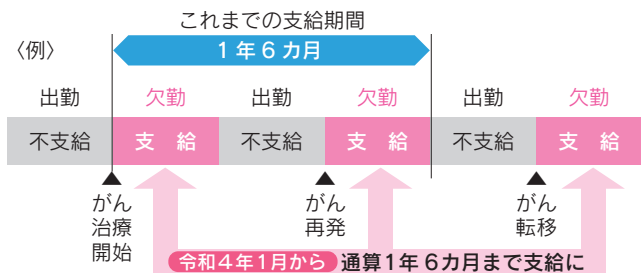 これまでの支給期間
〈例〉
1年6カ月
出勤 欠勤 出勤 欠勤 出勤 欠勤
不支給 支 給 不支給 支 給 不支給 支 給
がん
治療
開始
がん
再発
がん
転移
令和4年1月から 通算1年6カ月まで支給に